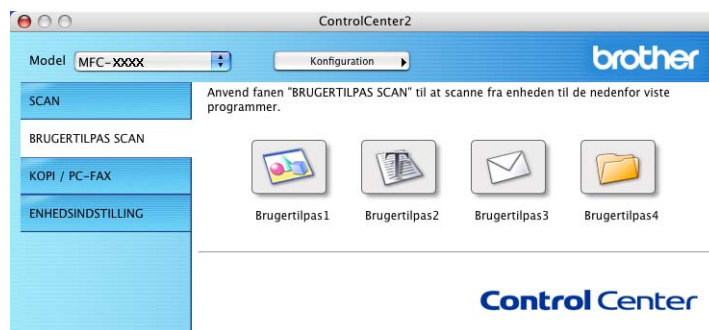 ControlCenter2
Model MFC-XXXX Konfiguration brother
SCAN
BRUGERTILPAS SCAN
KOPI / PC-FAX
ENHEDSINDSTILLING
Anvend fanen "BRUGERTILPAS SCAN" til at scanne fra enheden til de nedenfor viste
programmer.
Brugertilpas1 Brugertilpas2 Brugertilpas3 Brugertilpas4
Control Center